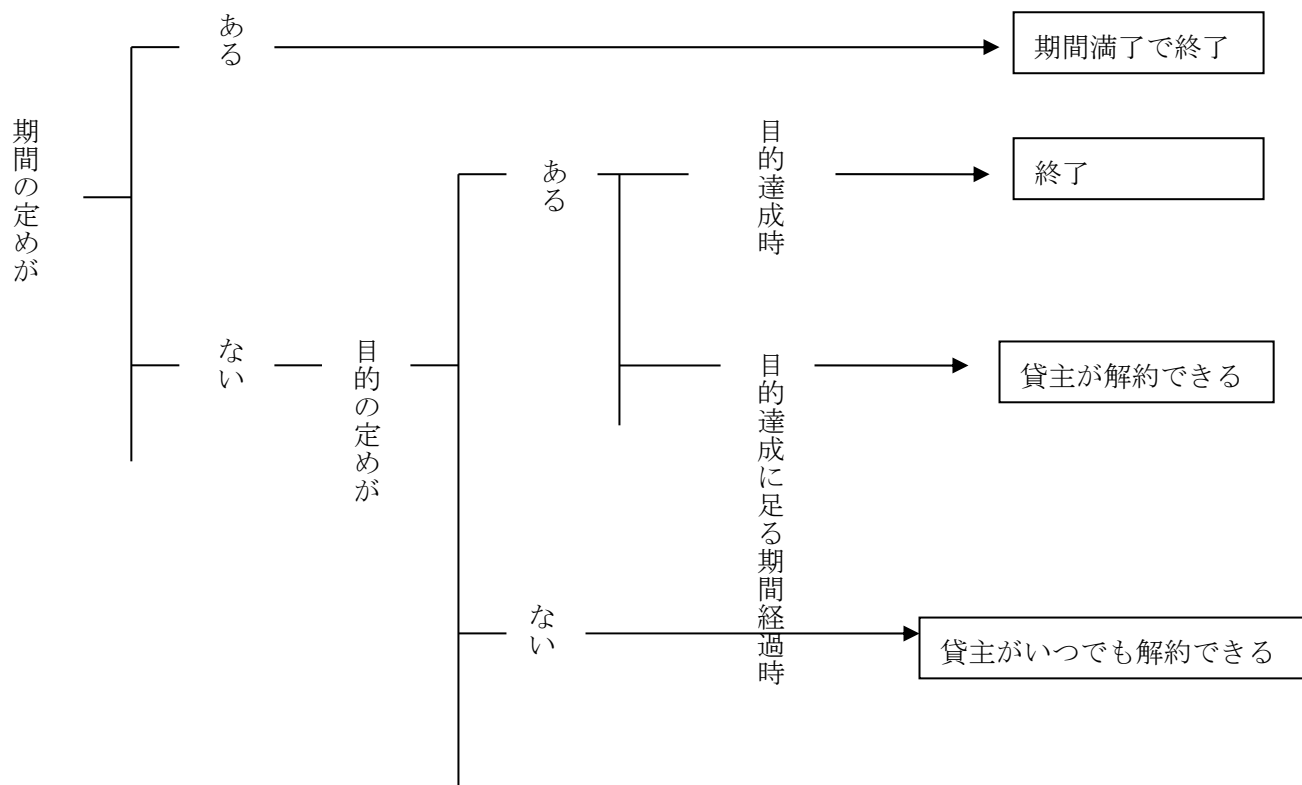 期間の定めが
ある
期間満了で終了
ない
目的の定めが
ある
目的達成時
終了
目的達成に足る期間経過時
貸主が解約できる
ない
貸主がいつでも解約できる